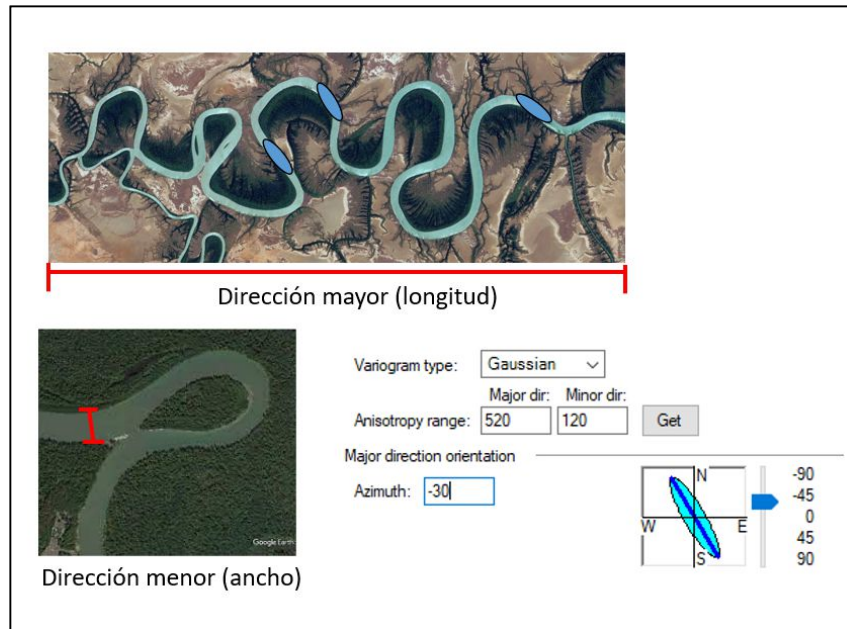 Dirección mayor (longitud)
Variogram type: Gaussian
Major dir: Minor dir:
Anisotropy range: 520 120 Get
Major direction orientation
Azimuth: -30
N
W E
S
-90
-45
0
45
90
Google Earth
Dirección menor (ancho)